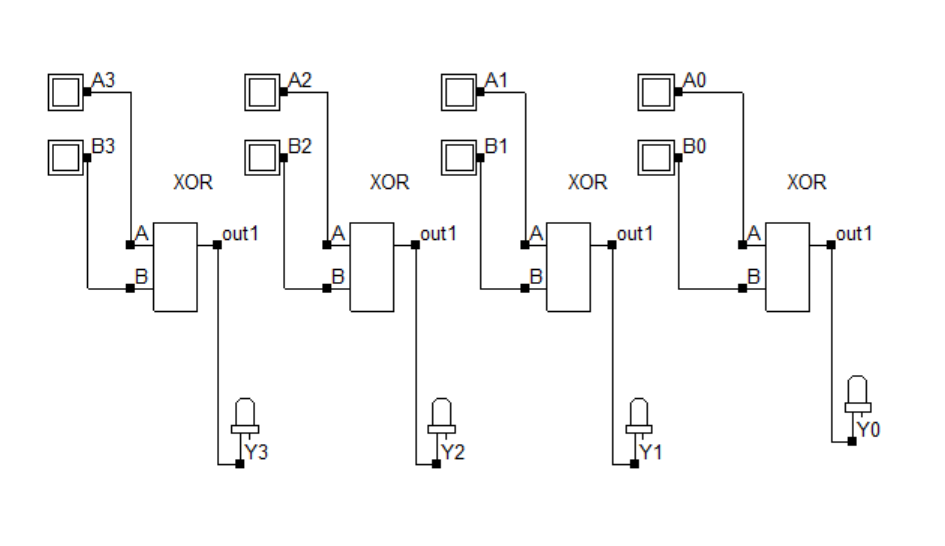 A3 A2 A1 A0
B3 B2 B1 B0
XOR XOR XOR XOR
A out1 A out1 A out1 A out1
B B B B
Y0
Y3 Y2 Y1